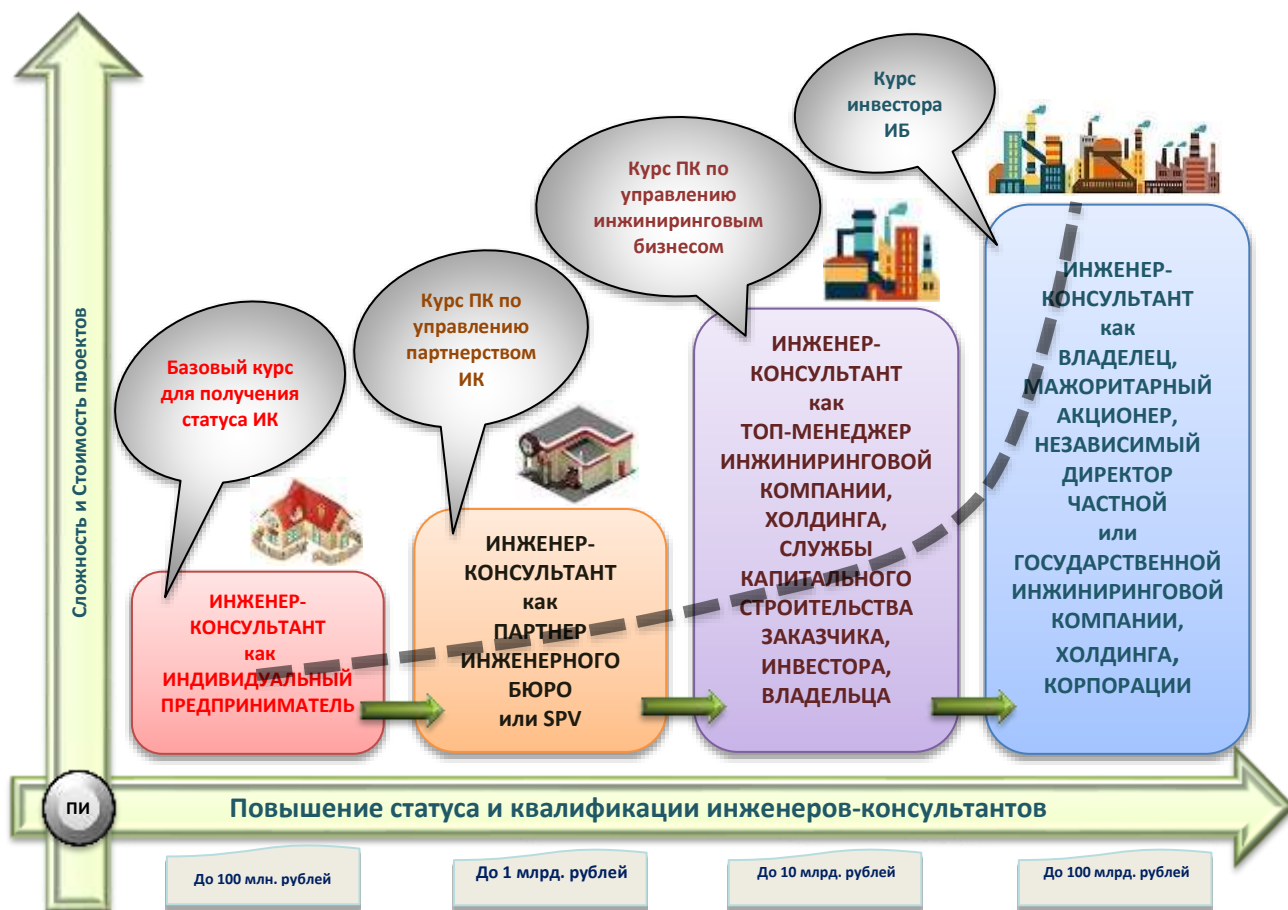 Сложность и Стоимость проектов
Базовый курс
для получения
статуса ИК
Курс ПК по
управлению
партнерством
ИК
Курс ПК по
управлению
инжиниринговым
бизнесом
Курс
инвестора
ИБ
ИНЖЕНЕР-
КОНСУЛЬТАНТ
как
ИНДИВИДУАЛЬНЫЙ
ПРЕДПРИНИМАТЕЛЬ
ИНЖЕНЕР-
КОНСУЛЬТАНТ
как
ПАРТНЕР
ИНЖЕНЕРНОГО
БЮРО
или SPV
ИНЖЕНЕР-
КОНСУЛЬТАНТ
как
ТОП-МЕНЕДЖЕР
ИНЖИНИРИНГОВОЙ
КОМПАНИИ,
ХОЛДИНГА,
СЛУЖБЫ
КАПИТАЛЬНОГО
СТРОИТЕЛЬСТВА
ЗАКАЗЧИКА,
ИНВЕСТОРА,
ВЛАДЕЛЬЦА
ИНЖЕНЕР-
КОНСУЛЬТАНТ
как
ВЛАДЕЛЕЦ,
МАЖОРИТАРНЫЙ
АКЦИОНЕР,
НЕЗАВИСИМЫЙ
ДИРЕКТОР
ЧАСТНОЙ
или
ГОСУДАРСТВЕННОЙ
ИНЖИНИРИНГОВОЙ
КОМПАНИИ,
ХОЛДИНГА,
КОРПОРАЦИИ
ПИ
Повышение статуса и квалификации инженеров-консультантов
До 100 млн. рублей
До 1 млрд. рублей
До 10 млрд. рублей
До 100 млрд. рублей